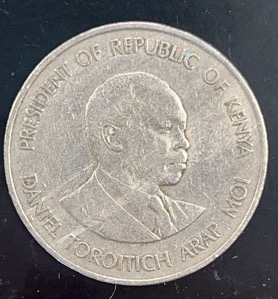 PRESIDENT OF REPUBLIC OF KENYA
DANIEL TOROITICH ARAP MOI